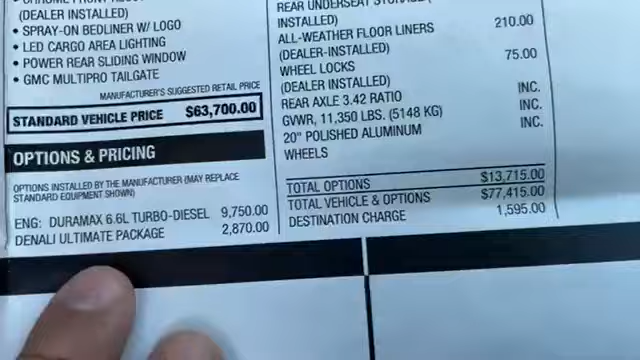 (DEALER INSTALLED)
• SPRAY-ON BEDLINER W/ LOGO
• LED CARGO AREA LIGHTING
• POWER REAR SLIDING WINDOW
• GMC MULTIPRO TAILGATE
MANUFACTURER'S SUGGESTED RETAIL PRICE
STANDARD VEHICLE PRICE $63,700.00
OPTIONS & PRICING
OPTIONS INSTALLED BY THE MANUFACTURER (MAY REPLACE
STANDARD EQUIPMENT SHOWN)
ENG: DURAMAX 6.6L TURBO-DIESEL 9,750.00
DENALI ULTIMATE PACKAGE 2,870.00
REAR UNDERSEAT STORAGE (
INSTALLED)
ALL-WEATHER FLOOR LINERS 210.00
(DEALER-INSTALLED)
WHEEL LOCKS 75.00
(DEALER INSTALLED)
REAR AXLE 3.42 RATIO INC.
GVWR, 11,350 LBS. (5148 KG) INC.
20" POLISHED ALUMINUM INC.
WHEELS
TOTAL OPTIONS $13,715.00
TOTAL VEHICLE & OPTIONS $77,415.00
DESTINATION CHARGE 1,595.00